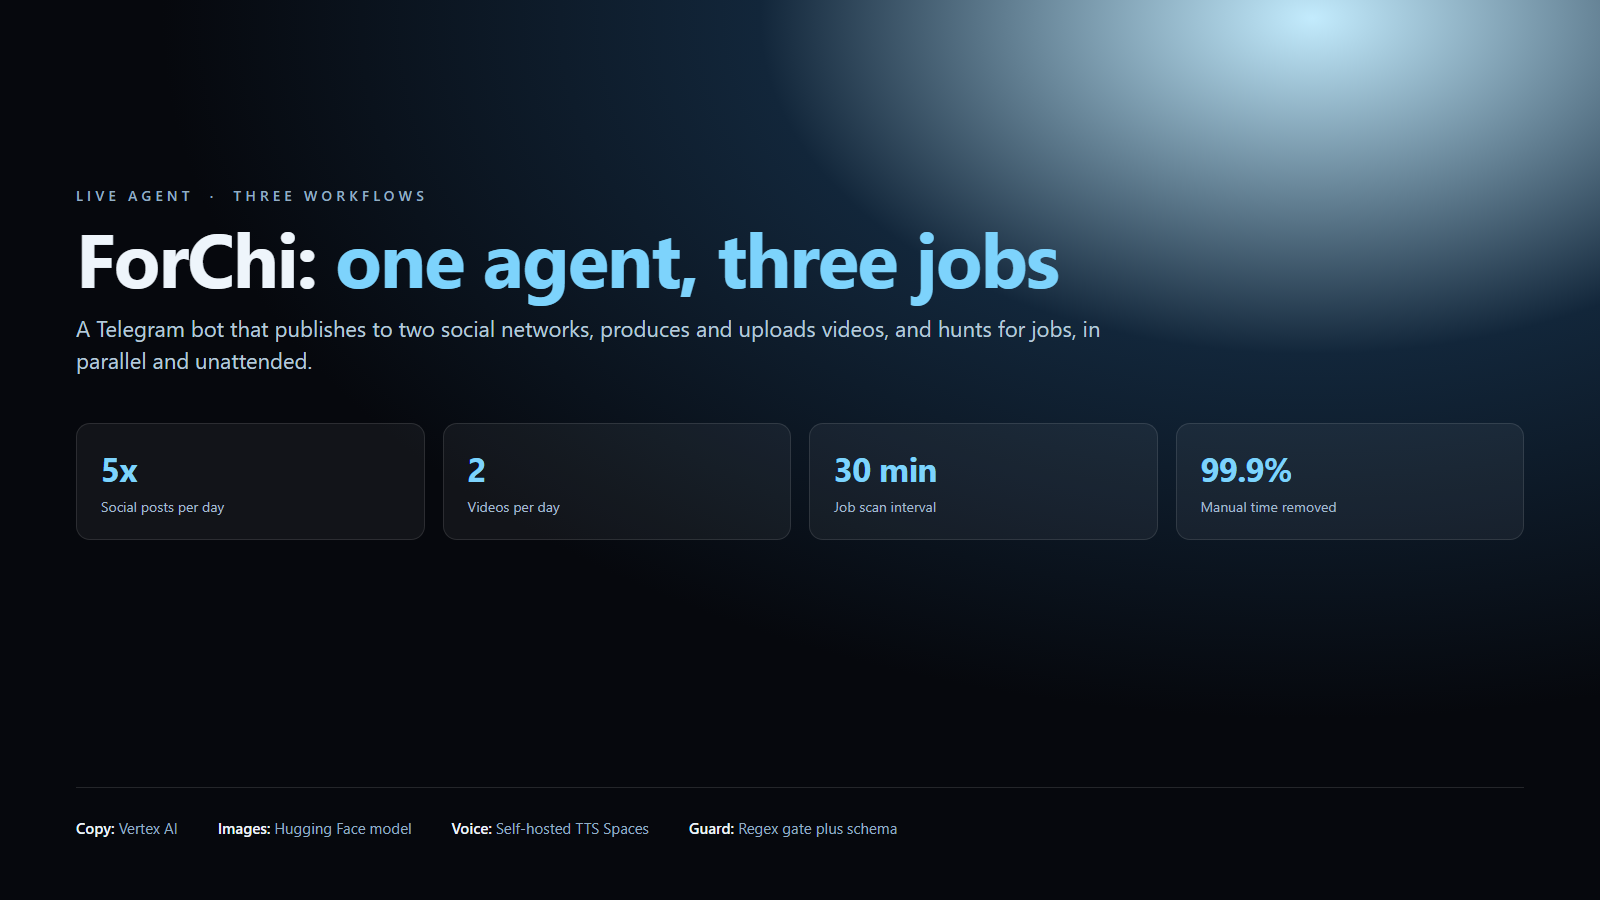 LIVE AGENT · THREE WORKFLOWS
ForChi: one agent, three jobs
A Telegram bot that publishes to two social networks, produces and uploads videos, and hunts for jobs, in
parallel and unattended.
5x
Social posts per day
2
Videos per day
30 min
Job scan interval
99.9%
Manual time removed
Copy: Vertex AI
Images: Hugging Face model
Voice: Self-hosted TTS Spaces
Guard: Regex gate plus schema